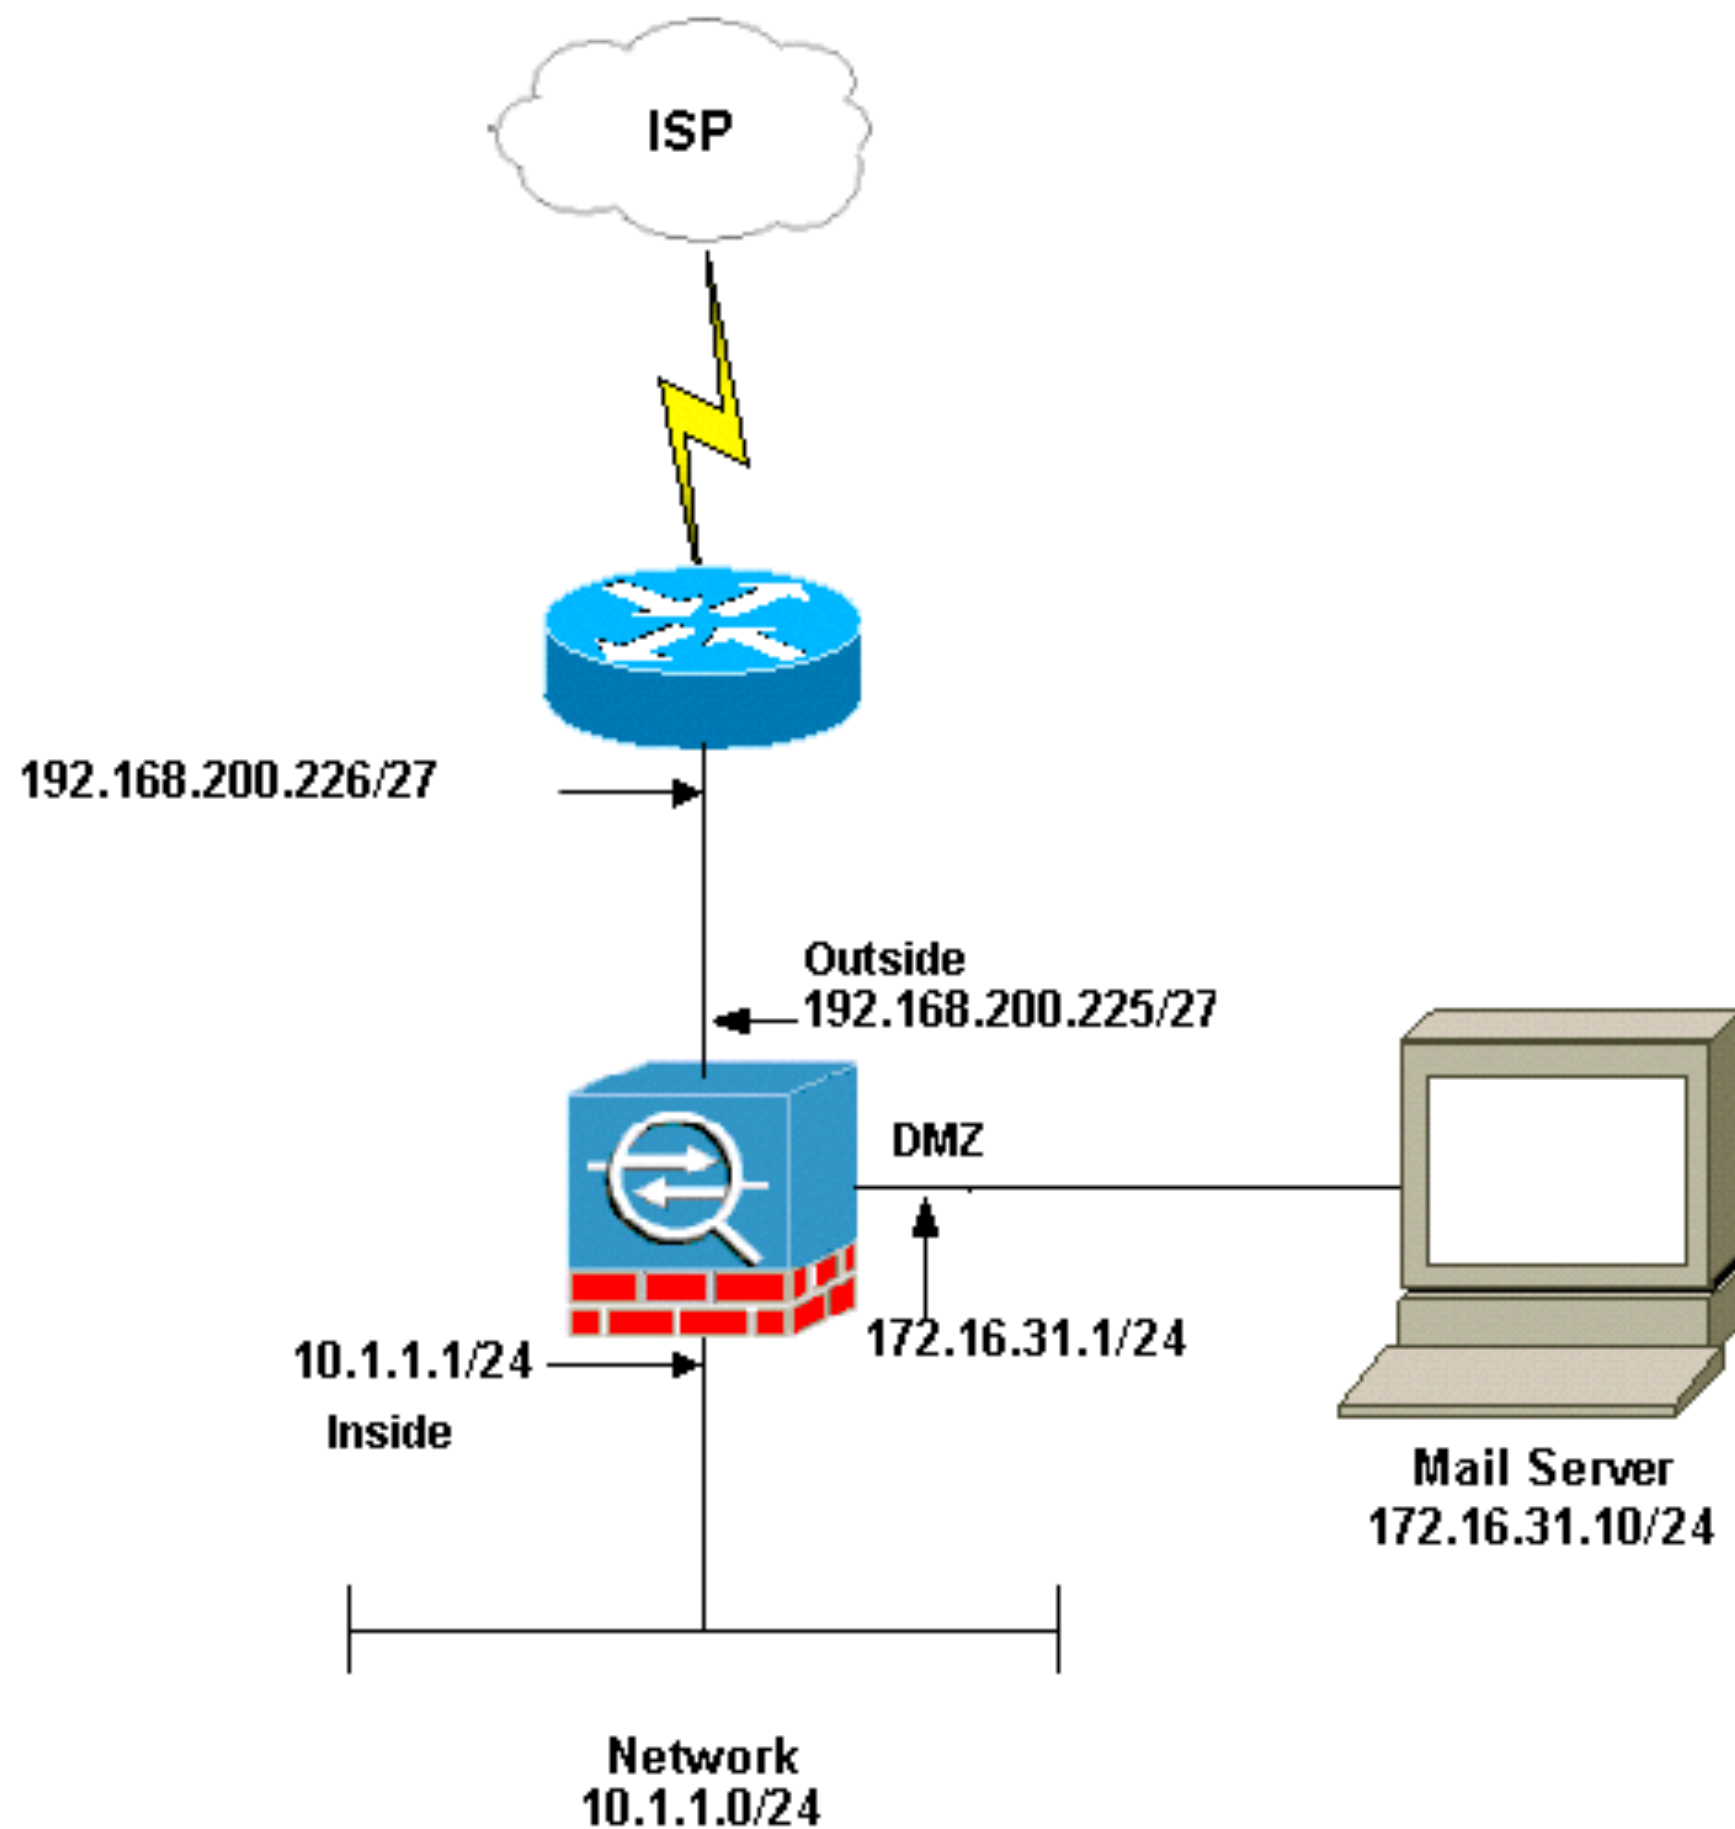 ISP
192.168.200.226/27
Outside
192.168.200.225/27
DMZ
172.16.31.1/24
10.1.1.1/24
Inside
Mail Server
172.16.31.10/24
Network
10.1.1.0/24